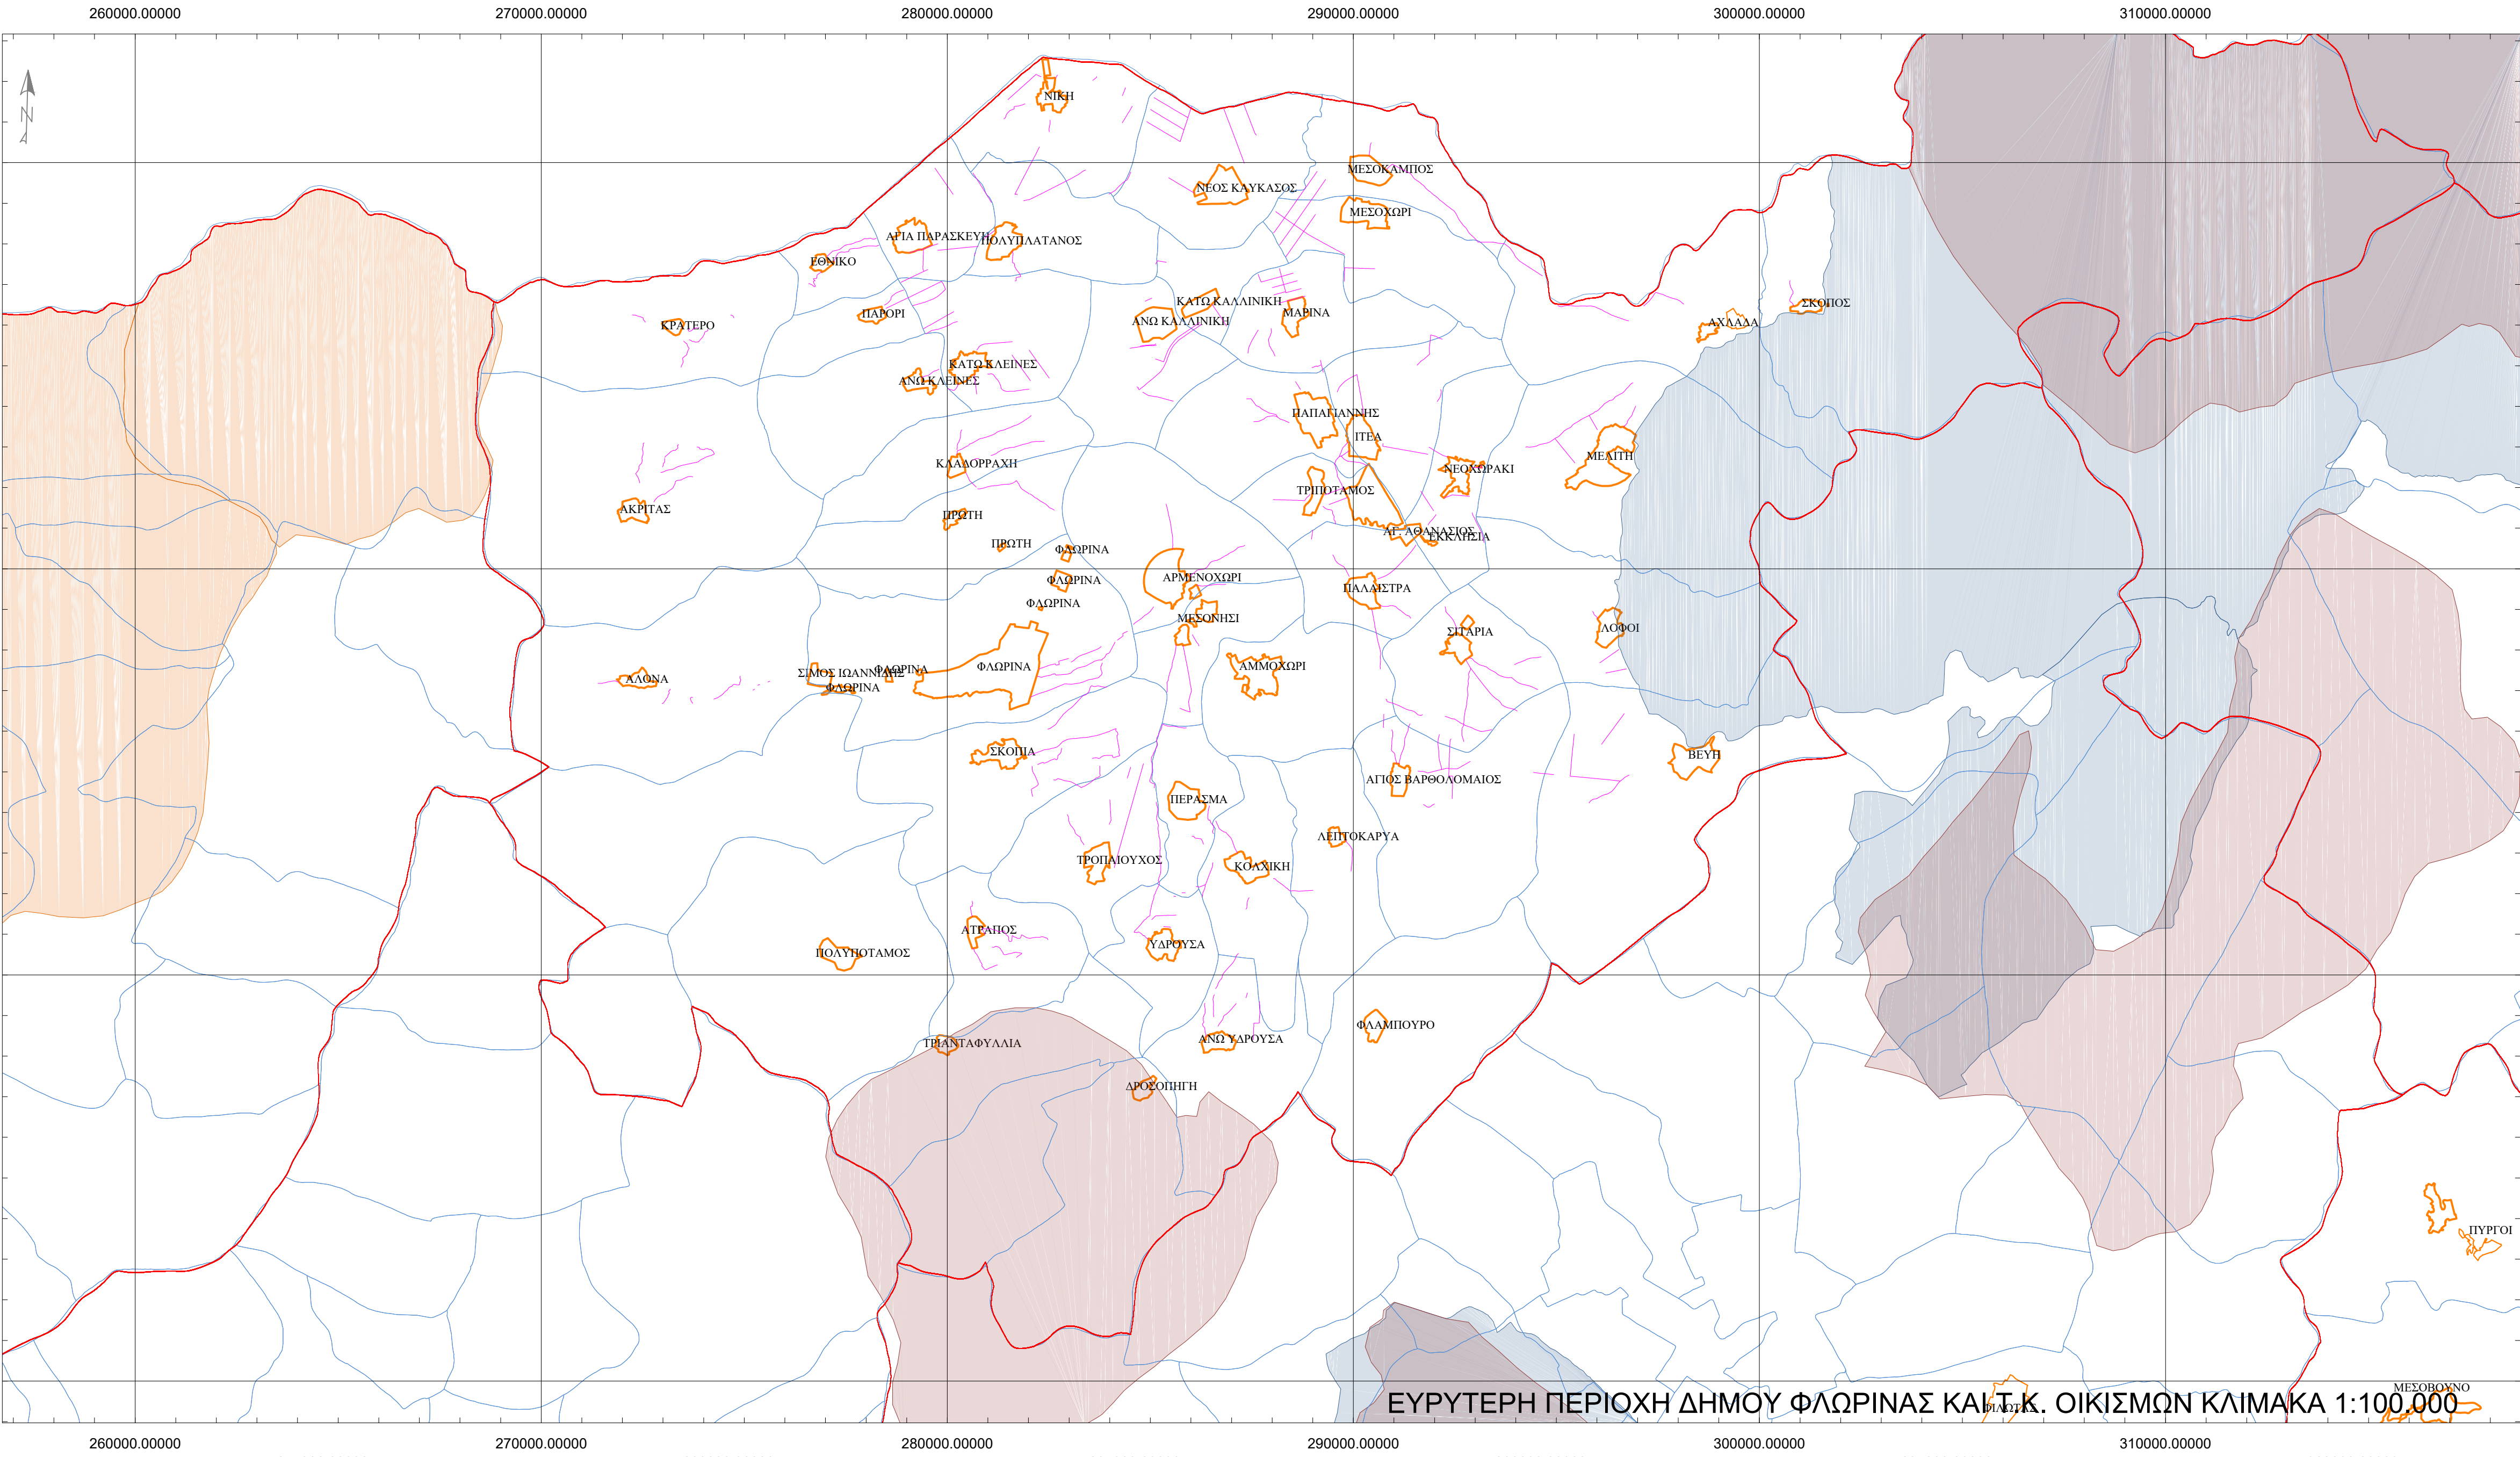 260000.00000 270000.00000 280000.00000 290000.00000 300000.00000 310000.00000
N
ΝΙΚΗ
ΜΕΣΟΚΑΜΠΟΣ
ΝΕΟΣ ΚΑΥΚΑΣΟΣ
ΜΕΣΟΧΩΡΙ
ΑΓΙΑ ΠΑΡΑΣΚΕΥΗ
ΠΟΛΥΠΛΑΤΑΝΟΣ
ΕΘΝΙΚΟ
ΚΑΤΩ ΚΑΛΛΙΝΙΚΗ
ΣΚΟΠΟΣ
ΠΑΡΟΡΙ
ΜΑΡΙΝΑ
ΑΝΩ ΚΑΛΛΙΝΙΚΗ
ΑΧΛΑΔΑ
ΚΡΑΤΕΡΟ
ΚΑΤΩ ΚΛΕΙΝΕΣ
ΑΝΩ ΚΛΕΙΝΕΣ
ΠΑΠΑΓΙΑΝΝΗΣ
ΙΤΕΑ
ΜΕΛΙΤΗ
ΚΛΑΔΟΡΡΑΧΗ
ΝΕΟΧΩΡΑΚΙ
ΤΡΙΠΟΤΑΜΟΣ
ΑΚΡΙΤΑΣ
ΠΡΩΤΗ
ΑΓ. ΑΘΑΝΑΣΙΟΣ
ΕΚΚΛΗΣΙΑ
ΠΡΩΤΗ
ΦΛΩΡΙΝΑ
ΑΡΜΕΝΟΧΩΡΙ
ΦΛΩΡΙΝΑ
ΠΑΛΑΙΣΤΡΑ
ΦΛΩΡΙΝΑ
ΜΕΣΟΝΗΣΙ
ΛΟΦΟΙ
ΣΙΤΑΡΙΑ
ΦΛΩΡΙΝΑ
ΑΜΜΟΧΩΡΙ
ΦΛΩΡΙΝΑ
ΣΙΜΟΣ ΙΩΑΝΝΙΔΗΣ
ΑΛΩΝΑ
ΦΛΩΡΙΝΑ
ΣΚΟΠΙΑ
ΒΕΥΗ
ΑΓΙΟΣ ΒΑΡΘΟΛΟΜΑΙΟΣ
ΠΕΡΑΣΜΑ
ΛΕΠΤΟΚΑΡΥΑ
ΤΡΟΠΑΙΟΥΧΟΣ
ΚΟΛΧΙΚΗ
ΑΤΡΑΠΟΣ
ΥΔΡΟΥΣΑ
ΠΟΛΥΠΟΤΑΜΟΣ
ΦΛΑΜΠΟΥΡΟ
ΑΝΩ ΥΔΡΟΥΣΑ
ΤΡΙΑΝΤΑΦΥΛΛΙΑ
ΔΡΟΣΟΠΗΓΗ
ΠΥΡΓΟΙ
ΜΕΣΟΒΟΥΝΟ
ΕΥΡΥΤΕΡΗ ΠΕΡΙΟΧΗ ΔΗΜΟΥ ΦΛΩΡΙΝΑΣ ΚΑΙ Τ.Κ. ΟΙΚΙΣΜΩΝ ΚΛΙΜΑΚΑ 1:100.000
ΦΙΛΩΤΑΣ
260000.00000 270000.00000 280000.00000 290000.00000 300000.00000 310000.00000